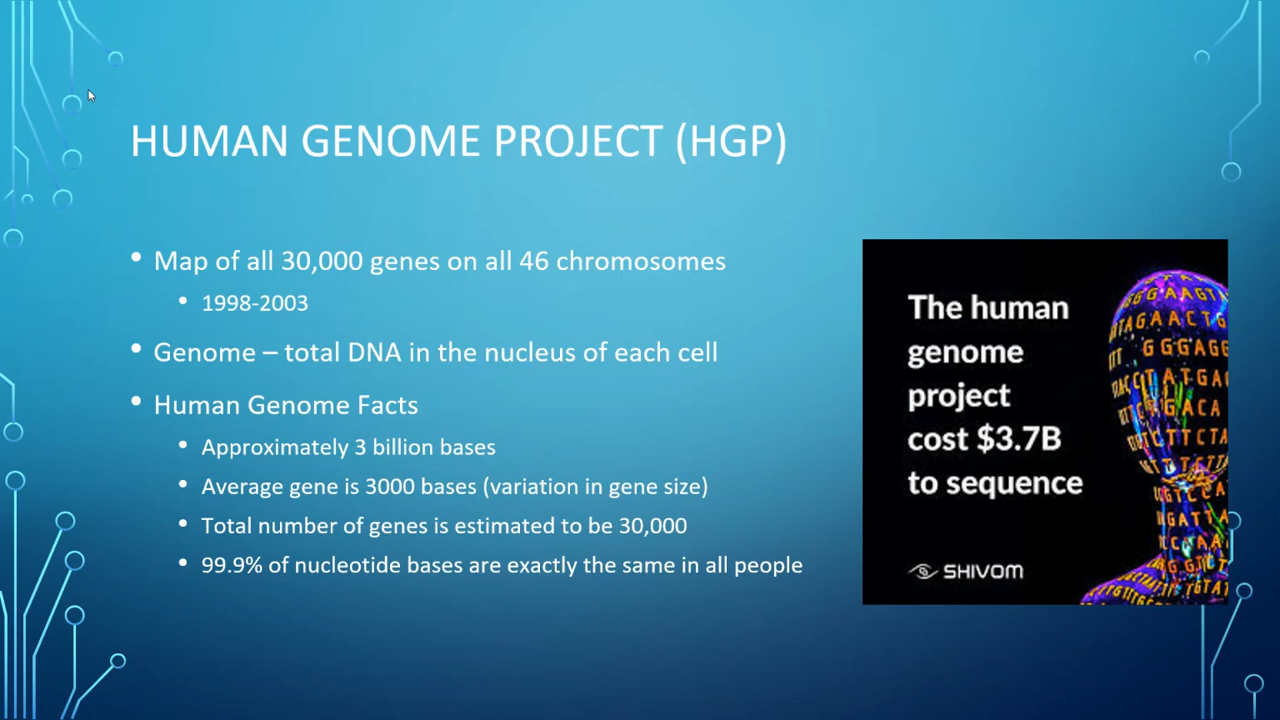 HUMAN GENOME PROJECT (HGP)
• Map of all 30,000 genes on all 46 chromosomes
• 1998-2003
• Genome – total DNA in the nucleus of each cell
• Human Genome Facts
• Approximately 3 billion bases
• Average gene is 3000 bases (variation in gene size)
• Total number of genes is estimated to be 30,000
• 99.9% of nucleotide bases are exactly the same in all people
The human
genome
project
cost $3.7B
to sequence
SHIVOM